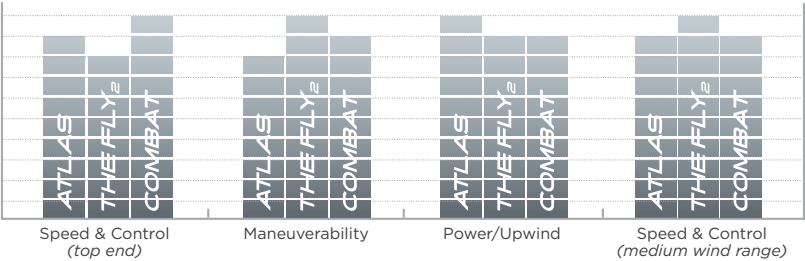 ATLAS
THE FLY2
COMBAT
ATLAS
THE FLY2
COMBAT
ATLAS
THE FLY2
COMBAT
ATLAS
THE FLY2
COMBAT
Speed & Control
(top end)
Maneuverability
Power/Upwind
Speed & Control
(medium wind range)